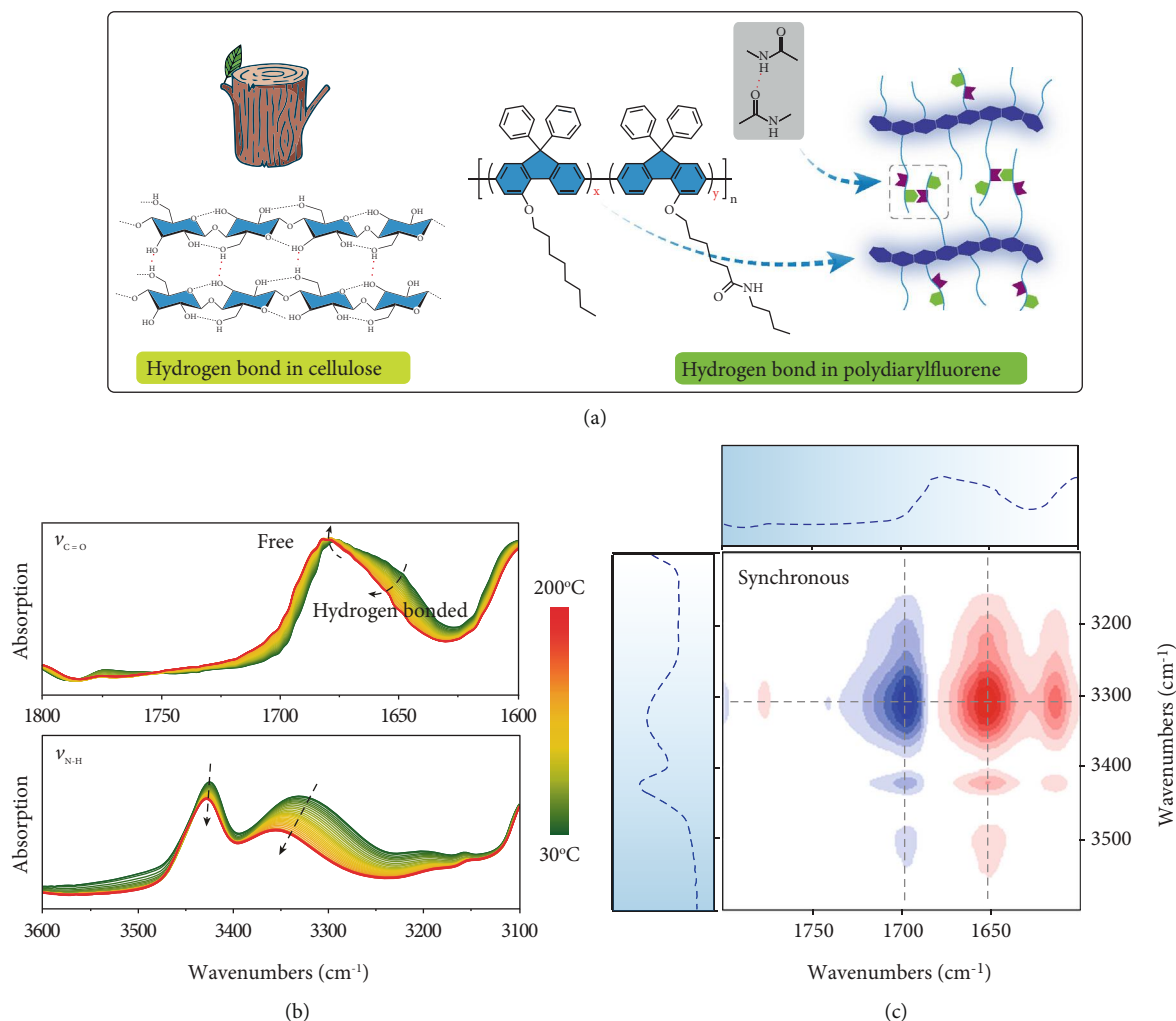 O
N
H
O
N
H
x
y
n
O
O
O
NH
Hydrogen bond in cellulose
Hydrogen bond in polydiarylfluorene
(a)
ν C = O
Free
Hydrogen bonded
Absorption
1800
1750
1700
1650
1600
ν N-H
Absorption
3600
3500
3400
3300
3200
3100
Wavenumbers (cm-1)
200°C
30°C
(b)
Synchronous
3200
3300
3400
3500
Wavenumbers (cm-1)
1750
1700
1650
Wavenumbers (cm-1)
(c)